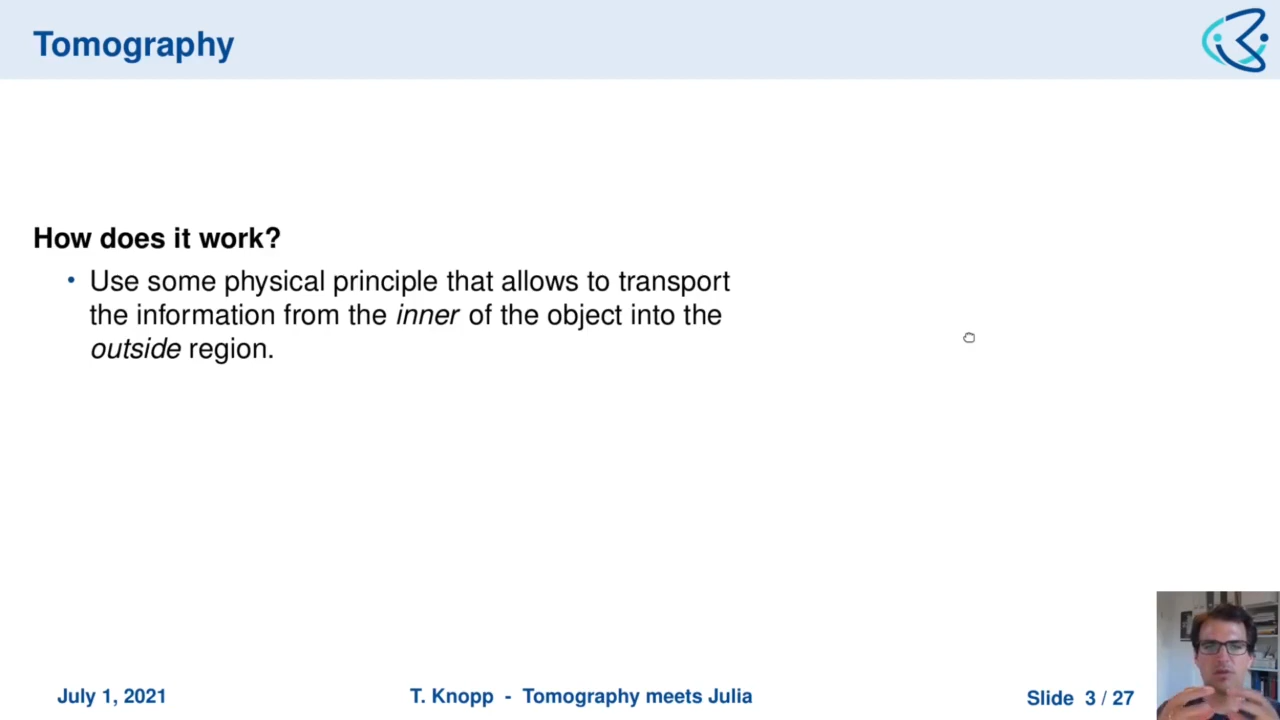 Tomography
How does it work?
• Use some physical principle that allows to transport
the information from the inner of the object into the
outside region.
July 1, 2021
T. Knopp - Tomography meets Julia
Slide 3 / 27